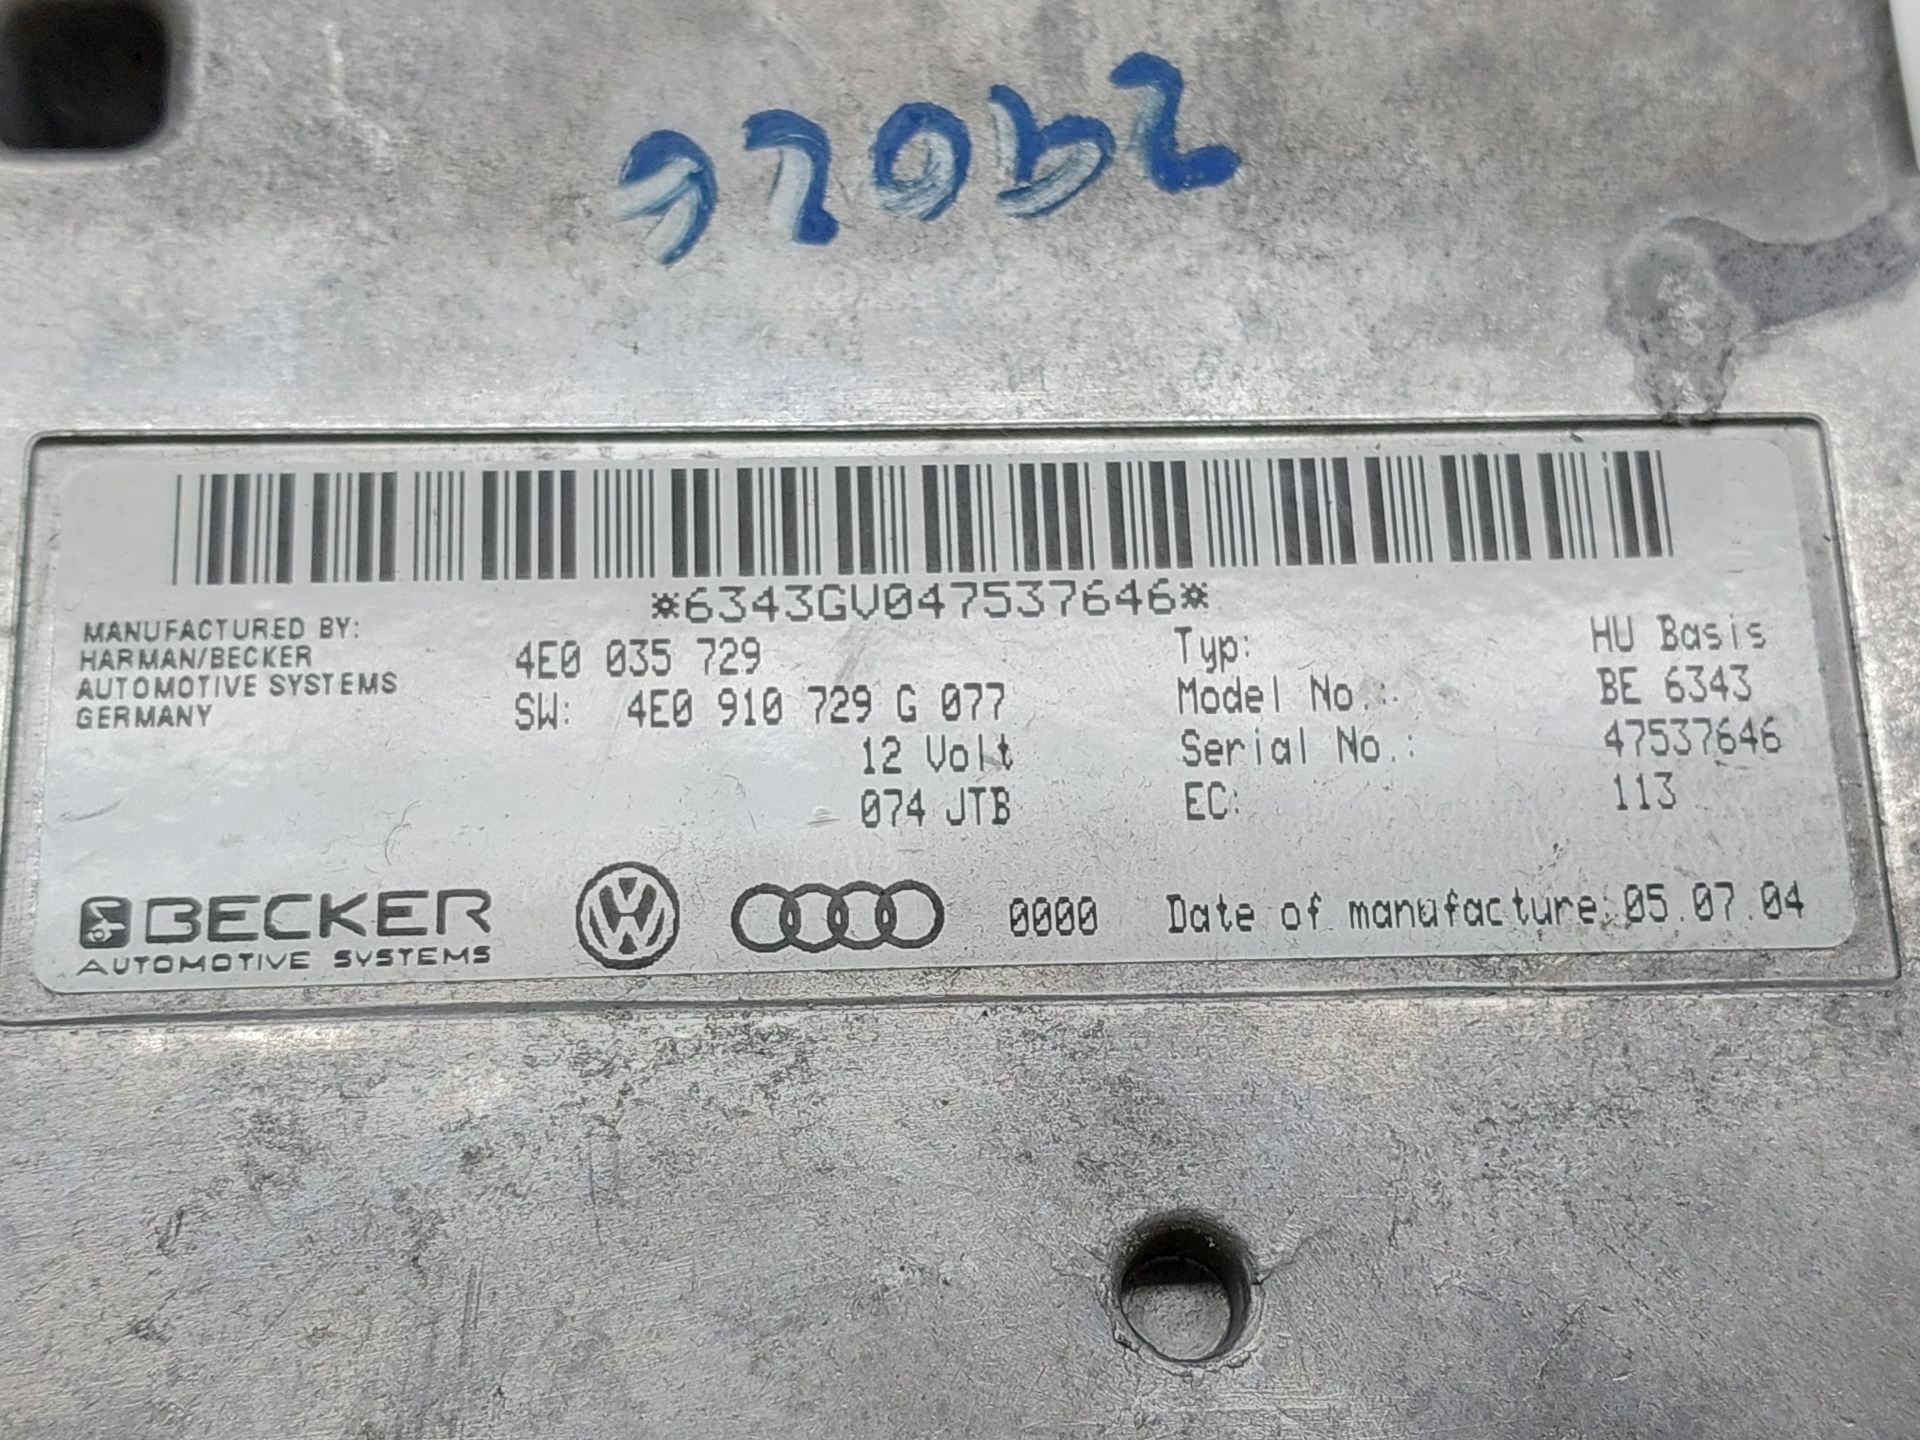 *6343GV047537646*
MANUFACTURED BY:
HARMAN/BECKER
AUTOMOTIVE SYSTEMS
GERMANY
4E0 035 729
SW: 4E0 910 729 G 077
12 Volt
074 JTB
Typ: HU Basis
Model No.: BE 6343
Serial No.: 47537646
EC: 113
BECKER
AUTOMOTIVE SYSTEMS
0000 Date of manufacture: 05.07.04